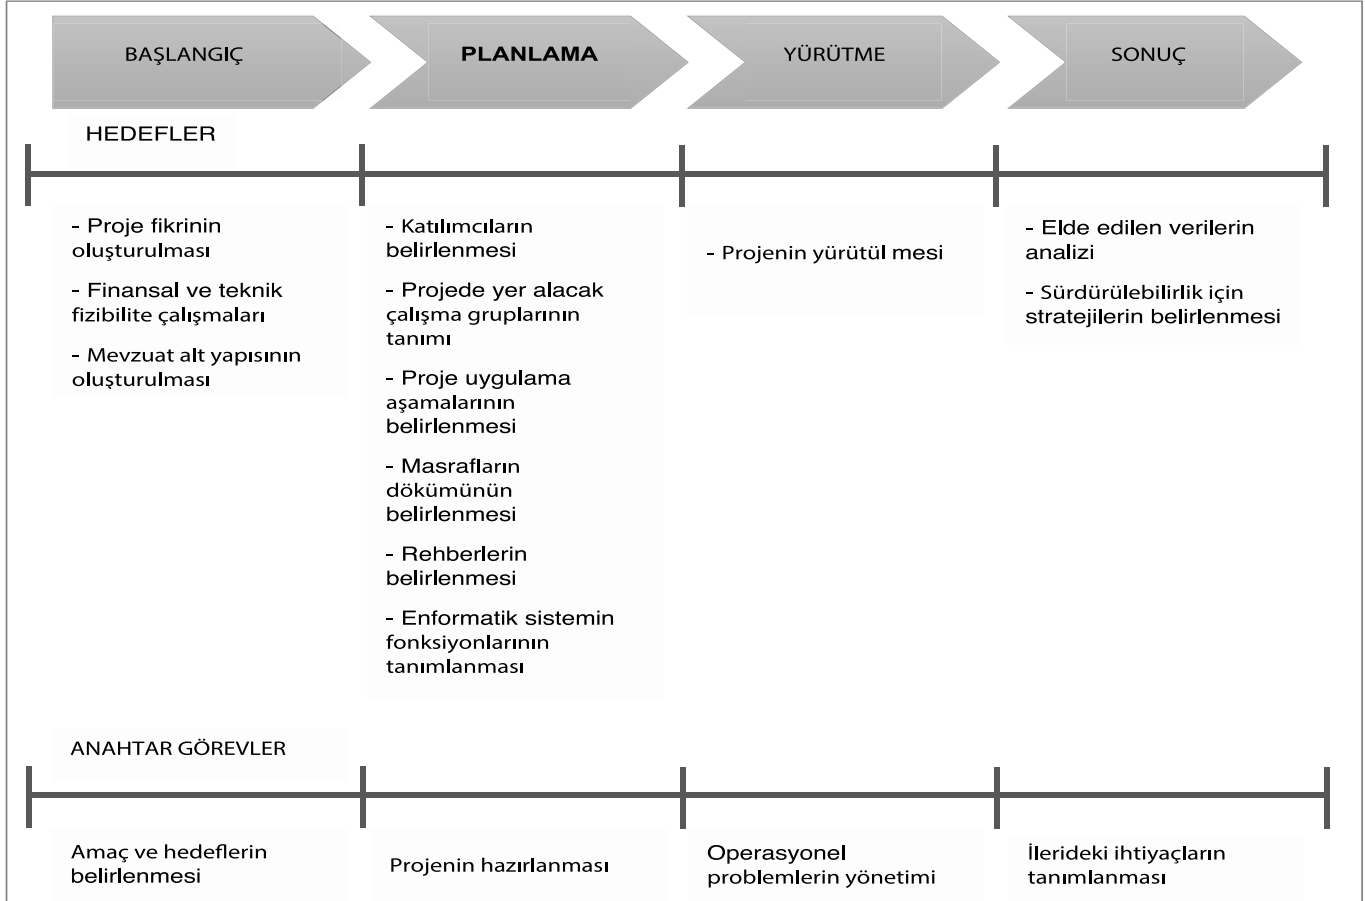 BAŞLANGIÇ
PLANLAMA
YÜRÜTME
SONUÇ
HEDEFLER
- Proje fikrinin
oluşturulması
- Finansal ve teknik
fizibilite çalışmaları
- Mevzuat alt yapısının
oluşturulması
- Katılımcıların
belirlenmesi
- Projede yer alacak
çalışma gruplarının
tanımı
- Proje uygulama
aşamalarının
belirlenmesi
- Masrafların
dökümünün
belirlenmesi
- Rehberlerin
belirlenmesi
- Enformatik sistemin
fonksiyonlarının
tanımlanması
- Projenin yürütül mesi
- Elde edilen verilerin
analizi
- Sürdürülebilirlik için
stratejilerin belirlenmesi
ANAHTAR GÖREVLER
Amaç ve hedeflerin
belirlenmesi
Projenin hazırlanması
Operasyonel
problemlerin yönetimi
İlerideki ihtiyaçların
tanımlanması